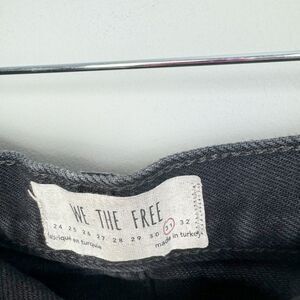 WE THE FREE
24 25 26 27 28 29 30 31 32
fabriqué en turquie made in turkey